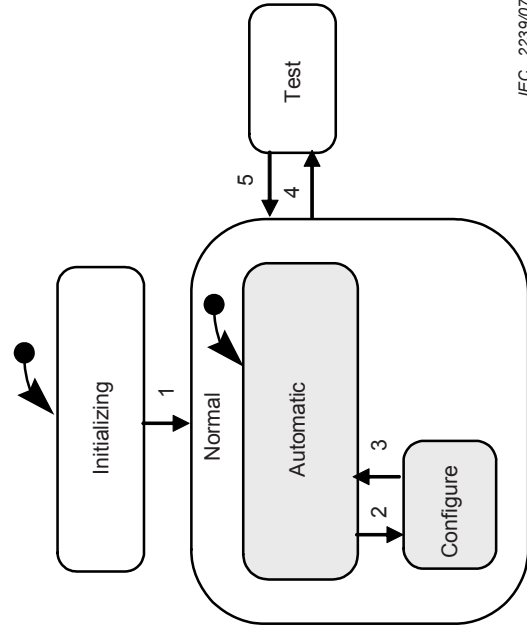 Initializing
1
Normal
Automatic
2
3
Configure
5
4
Test
IEC 2239/07